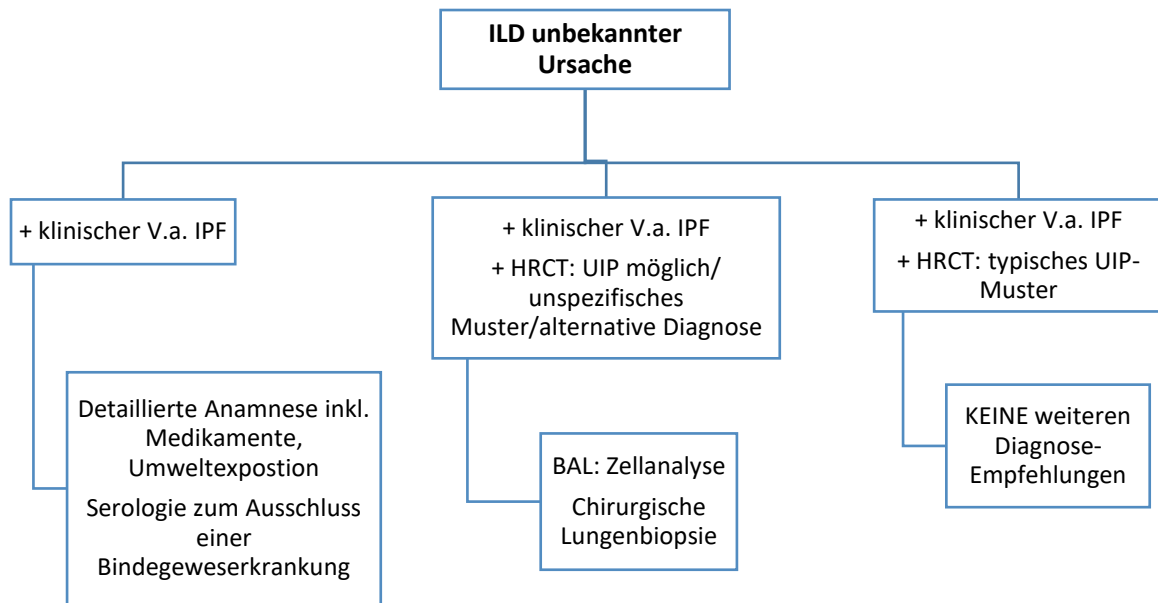 ILD unbekannter
Ursache
+ klinischer V.a. IPF
Detaillierte Anamnese inkl.
Medikamente,
Umweltexpostion
Serologie zum Ausschluss
einer
Bindegeweserkrankung
+ klinischer V.a. IPF
+ HRCT: UIP möglich/
unspezifisches
Muster/alternative Diagnose
BAL: Zellanalyse
Chirurgische
Lungenbiopsie
+ klinischer V.a. IPF
+ HRCT: typisches UIP-
Muster
KEINE weiteren
Diagnose-
Empfehlungen